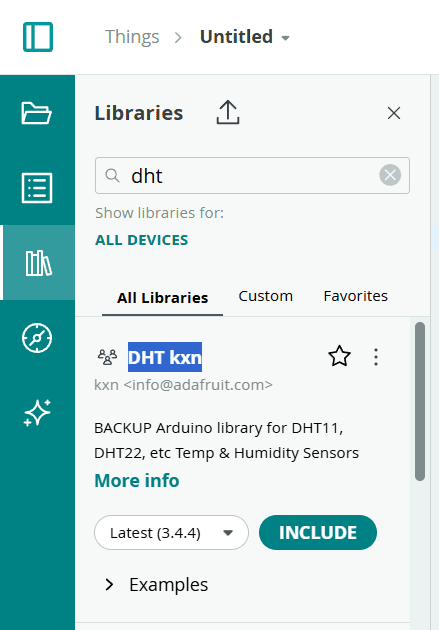 Things > Untitled
Libraries
dht
Show libraries for:
ALL DEVICES
All Libraries Custom Favorites
DHT kxn
kxn <info@adafruit.com>
BACKUP Arduino library for DHT11,
DHT22, etc Temp & Humidity Sensors
More info
Latest (3.4.4) INCLUDE
Examples